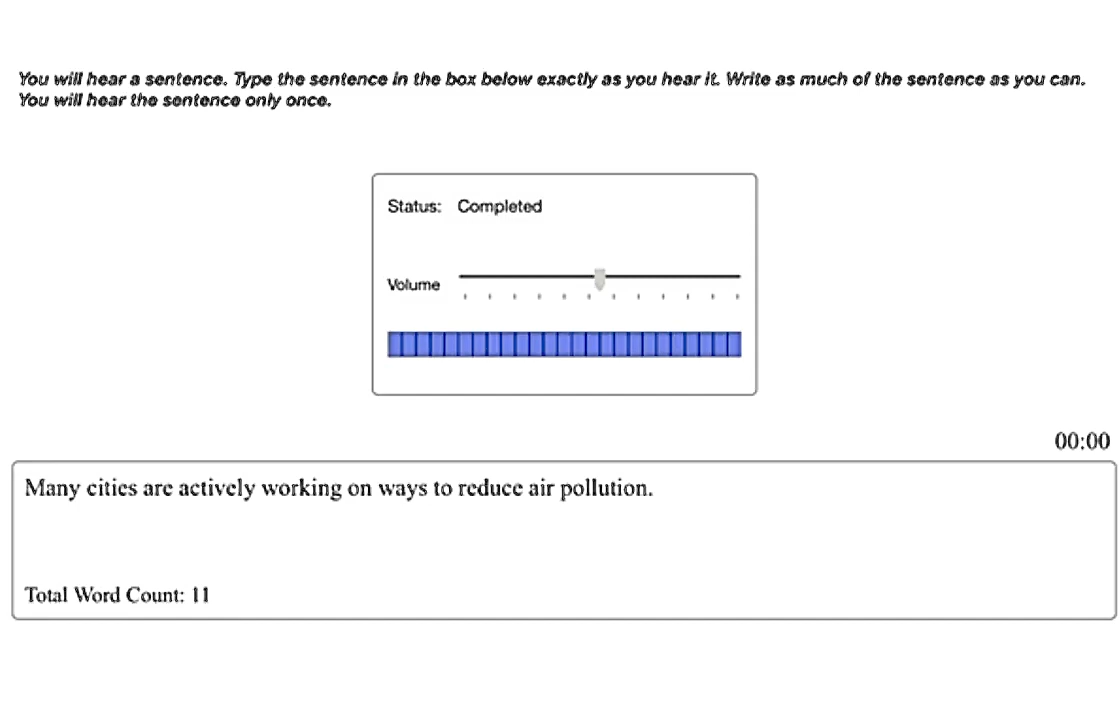 You will hear a sentence. Type the sentence in the box below exactly as you hear it. Write as much of the sentence as you can.
You will hear the sentence only once.
Status: Completed
Volume
00:00
Many cities are actively working on ways to reduce air pollution.
Total Word Count: 11